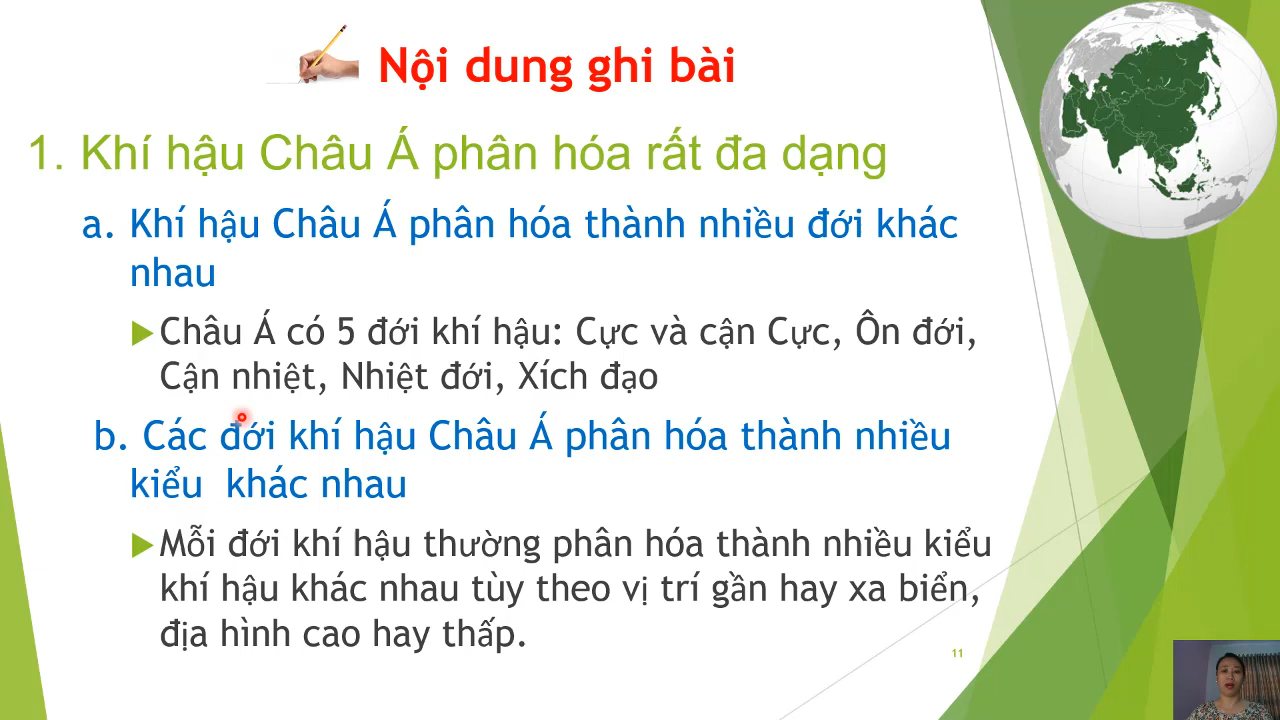 Nội dung ghi bài
1. Khí hậu Châu Á phân hóa rất đa dạng
a. Khí hậu Châu Á phân hóa thành nhiều đới khác
nhau
Châu Á có 5 đới khí hậu: Cực và cận Cực, Ôn đới,
Cận nhiệt, Nhiệt đới, Xích đạo
b. Các đới khí hậu Châu Á phân hóa thành nhiều
kiểu khác nhau
Mỗi đới khí hậu thường phân hóa thành nhiều kiểu
khí hậu khác nhau tùy theo vị trí gần hay xa biển,
địa hình cao hay thấp.
11